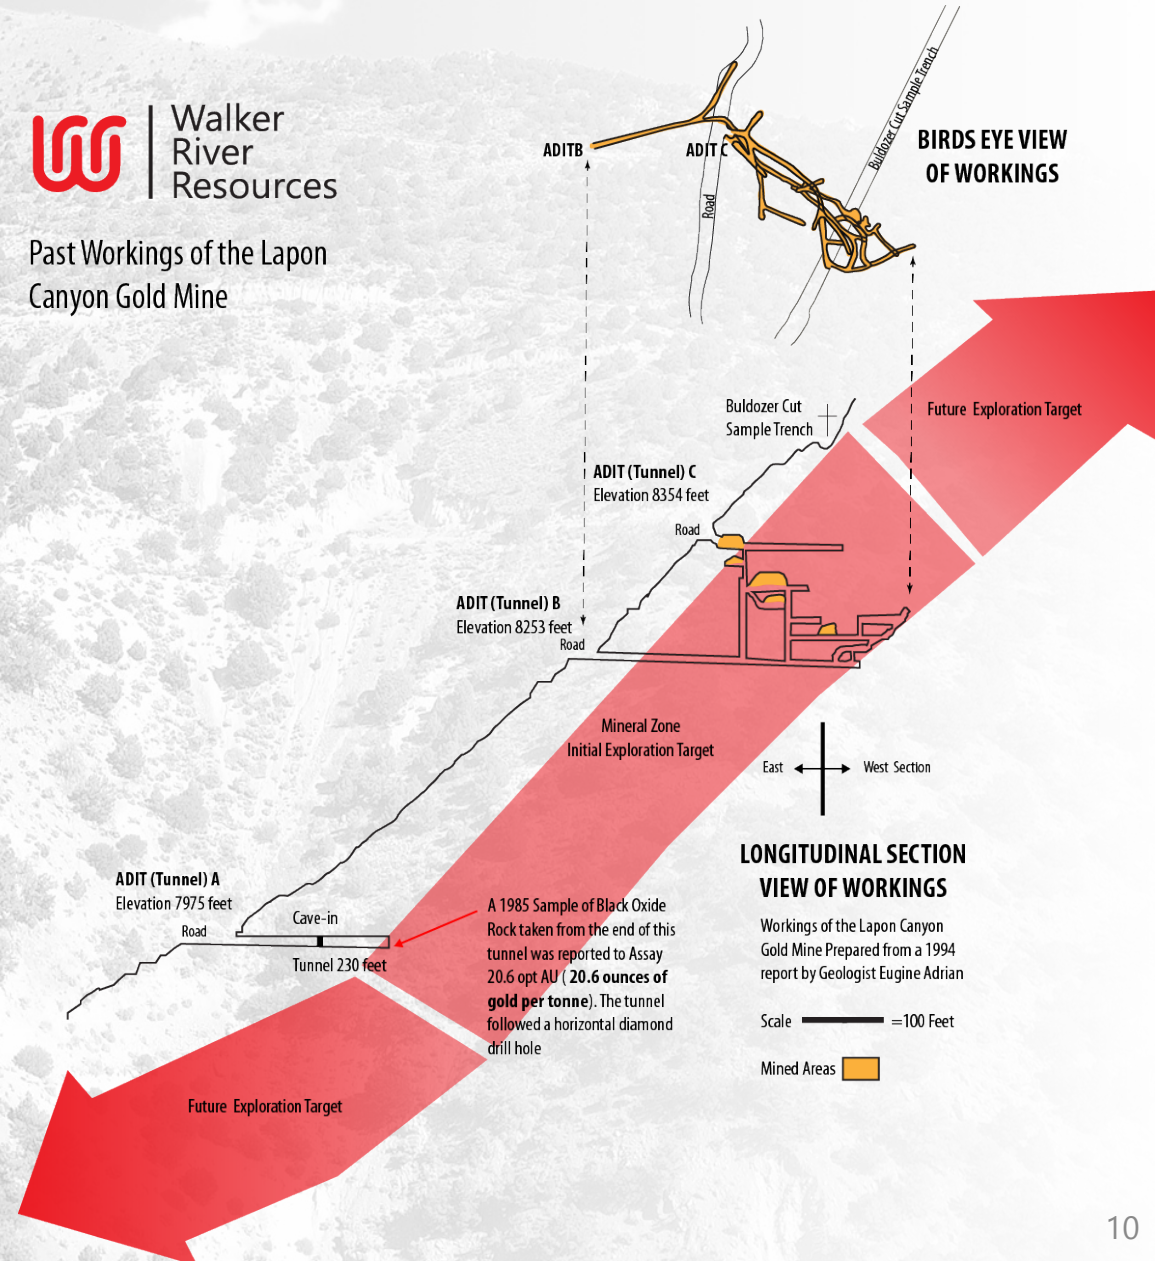 Walker
River
Resources
Past Workings of the Lapon
Canyon Gold Mine
BIRDS EYE VIEW
OF WORKINGS
ADITB
ADIT C
Road
Buldozer Cut Sample Trench
Future Exploration Target
Buldozer Cut
Sample Trench
ADIT (Tunnel) C
Elevation 8354 feet
Road
ADIT (Tunnel) B
Elevation 8253 feet
Road
Mineral Zone
Initial Exploration Target
East
West Section
LONGITUDINAL SECTION
VIEW OF WORKINGS
Workings of the Lapon Canyon
Gold Mine Prepared from a 1994
report by Geologist Eugine Adrian
Scale
=100 Feet
Mined Areas
ADIT (Tunnel) A
Elevation 7975 feet
Road
Cave-in
Tunnel 230 feet
A 1985 Sample of Black Oxide
Rock taken from the end of this
tunnel was reported to Assay
20.6 opt AU ( 20.6 ounces of
gold per tonne). The tunnel
followed a horizontal diamond
drill hole
Future Exploration Target
10